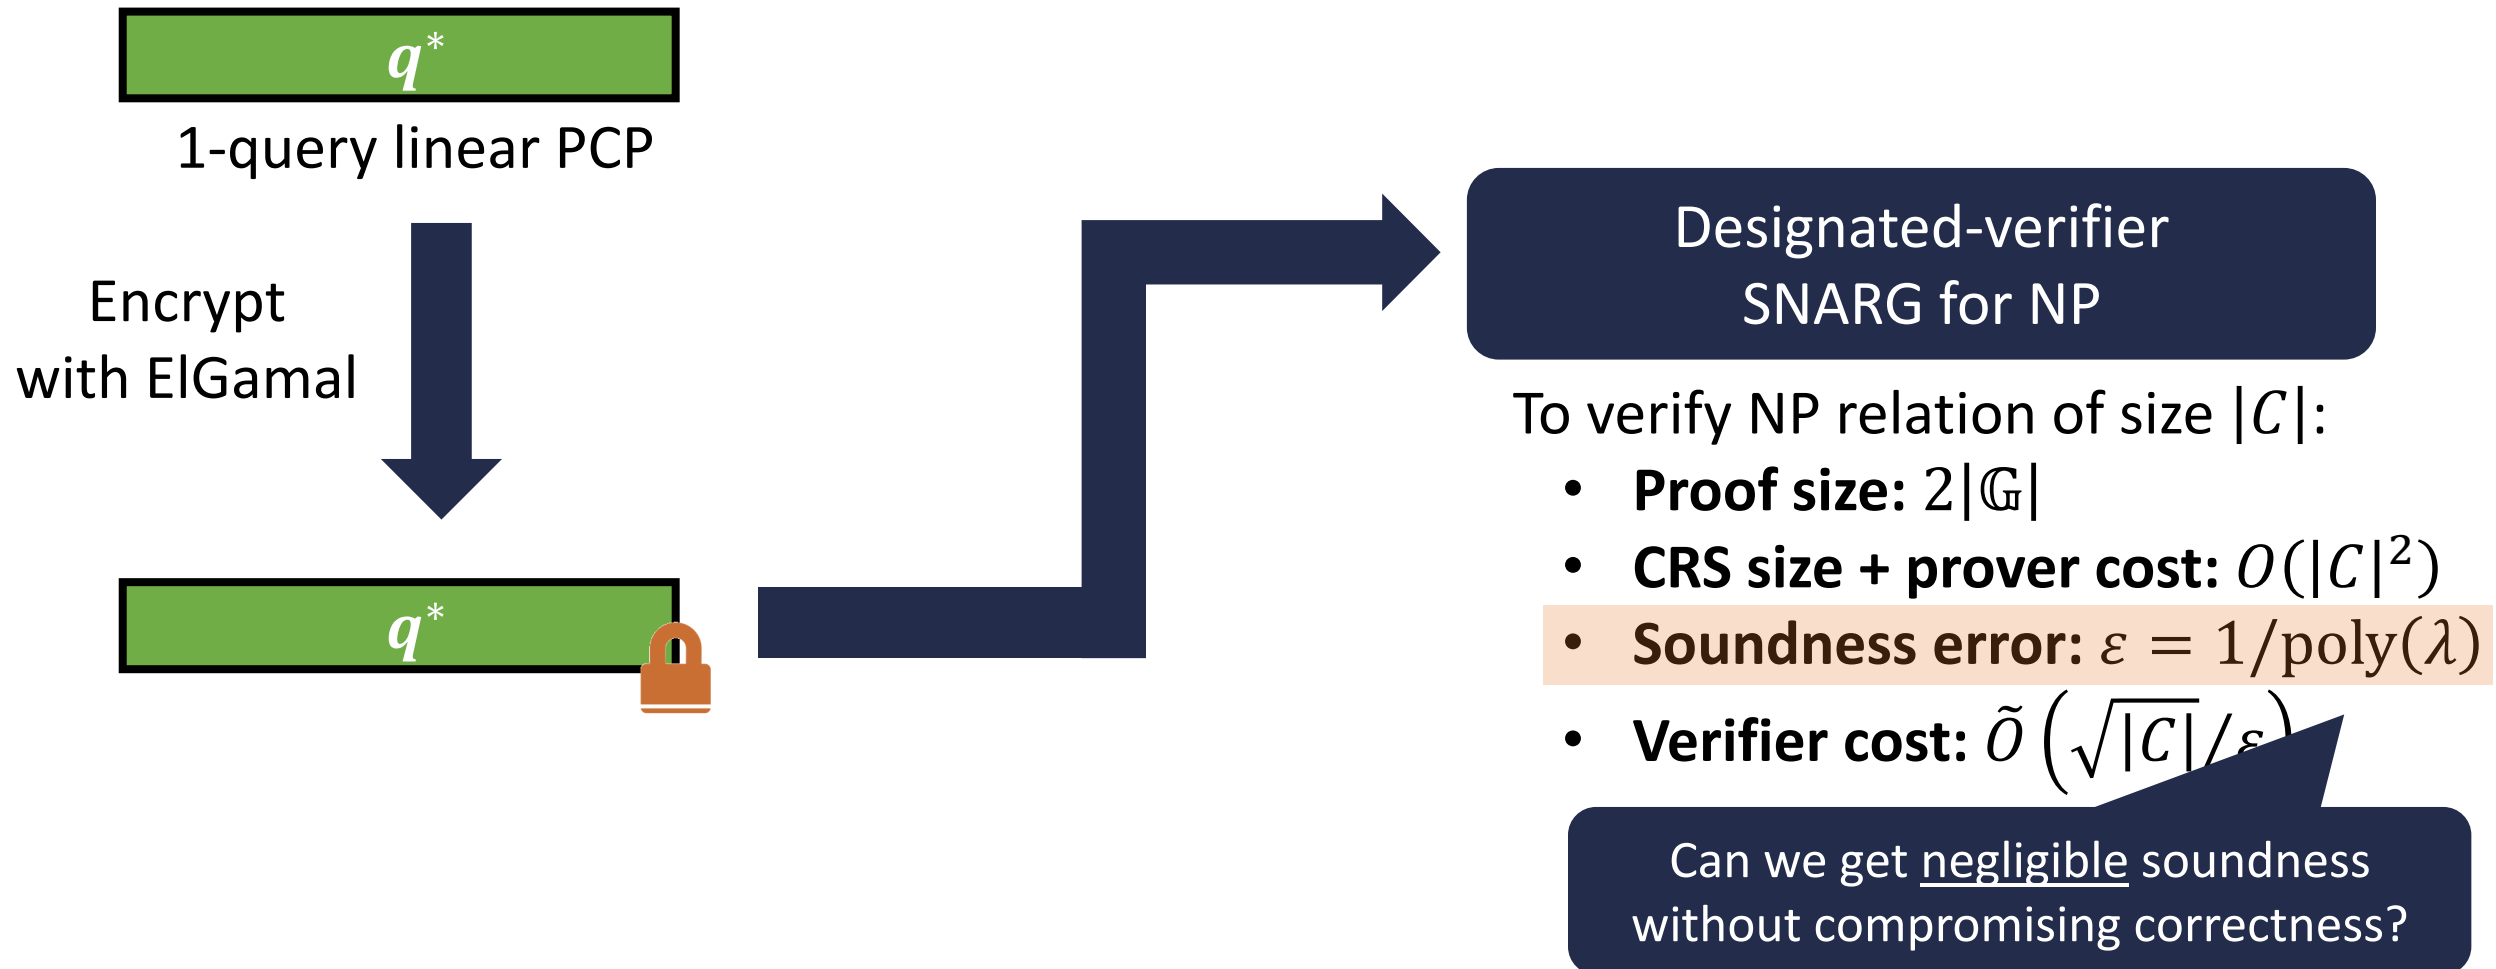 q*
1-query linear PCP
Encrypt
with ElGamal
q*
Designated-verifier
SNARG for NP
To verify NP relation of size |C|:
• Proof size: 2|𝔾|
• CRS size + prover cost: O(|C|²)
• Soundness error: ε = 1/poly(λ)
• Verifier cost: Õ(√|C|/ε)
Can we get negligible soundness
without compromising correctness?